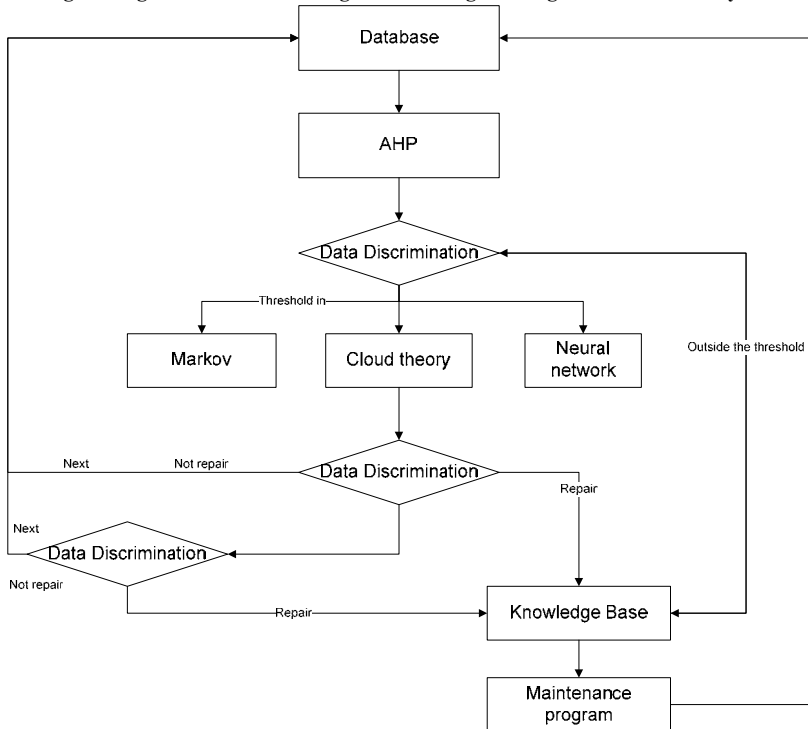 Database
AHP
Data Discrimination
Threshold in
Markov
Cloud theory
Neural
network
Outside the threshold
Next
Not repair
Data Discrimination
Repair
Next
Data Discrimination
Not repair
Repair
Knowledge Base
Maintenance
program